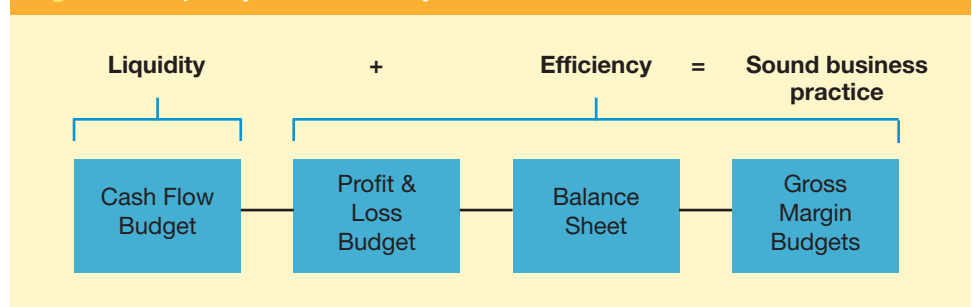 Liquidity + Efficiency = Sound business
practice
Cash Flow
Budget
Profit &
Loss
Budget
Balance
Sheet
Gross
Margin
Budgets